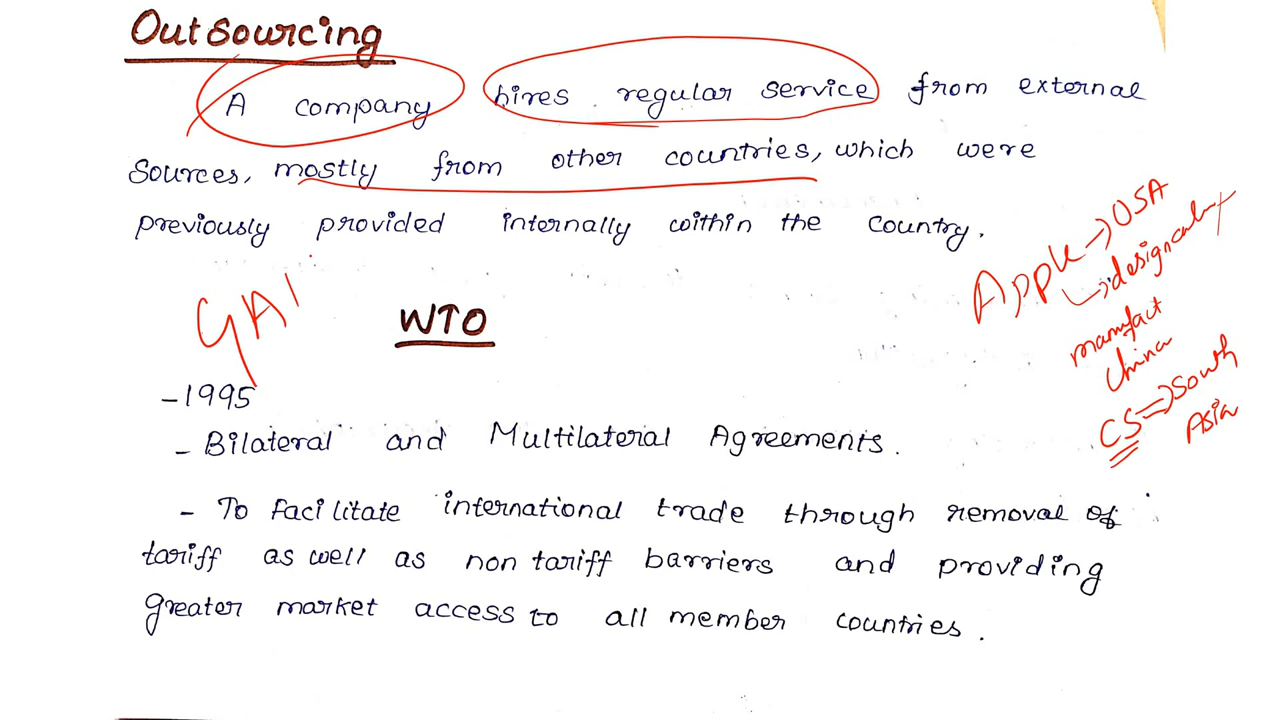 Outsourcing
A company hires regular service from external
Sources, mostly from other countries, which were
previously provided internally within the country.
Apple → USA
↳ design
manufact
China
CS ⇒ South
Asia
GAT
WTO
- 1995
- Bilateral and Multilateral Agreements.
- To facilitate international trade through removal of
tariff as well as non tariff barriers and providing
greater market access to all member countries.